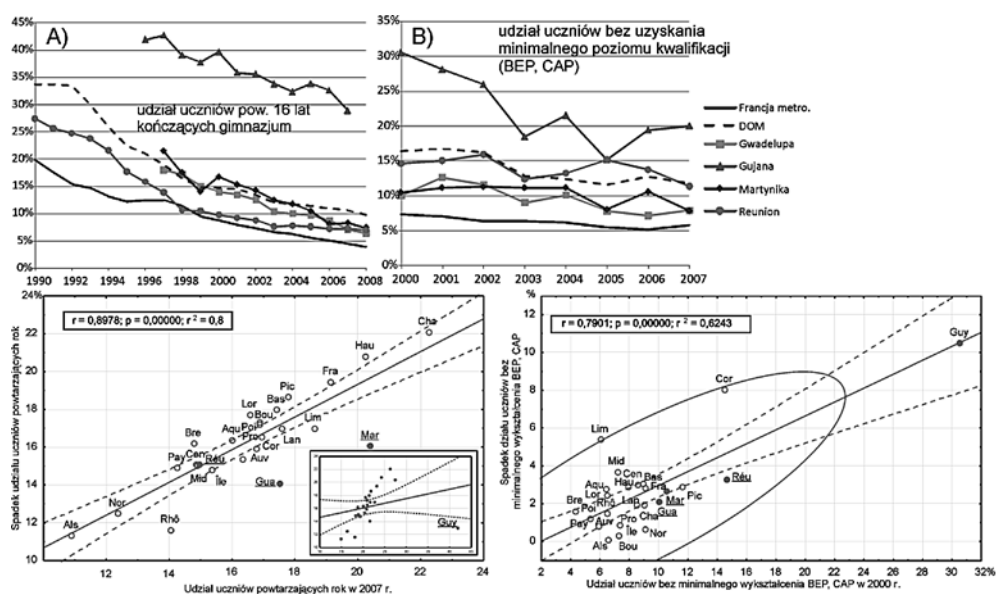 A)
45%
40%
35%
30%
25%
20%
15%
10%
5%
0%
1990 1992 1994 1996 1998 2000 2002 2004 2006 2008
udział uczniów pow. 16 lat
kończących gimnazjum
B)
35%
30%
25%
20%
15%
10%
5%
0%
2000 2001 2002 2003 2004 2005 2006 2007
udział uczniów bez uzyskania
minimalnego poziomu kwalifikacji
(BEP, CAP)
Francja metro.
DOM
Gwadelupa
Gujana
Martynika
Reunion
24%
22
20
18
16
14
12
10
Spadek udziału uczniów powtarzających rok
r = 0,8978; p = 0,00000; r² = 0,8
Cha
Hau
Fra
Pic
Bas
Lor
Bou
Aqu
Poi
Pro
Lim
Lan
Bre
Cor
Mar
Cen
Réu
Auv
Pay
Mid
Île
Gua
Nor
Als
Rhô
Guy
10 12 14 16 18 20 22 24
Udział uczniów powtarzających rok w 2007 r.
%
12
10
8
6
4
2
0
Spadek działu uczniów bez
minimalnego wykształcenia BEP, CAP
r = 0,7901; p = 0,00000; r² = 0,6243
Guy
Cor
Lim
Mid
Cen
Bas
Aqu
Hau
Fra
Réu
Lor
Rhô
Lan
Mar
Pic
Bre
Poi
Gua
Pay
Auv
Pro
Cha
Île
Nor
Als
Bou
2 4 6 8 10 12 14 16 18 20 22 24 26 28 30 32%
Udział uczniów bez minimalnego wykształcenia BEP, CAP w 2000 r.